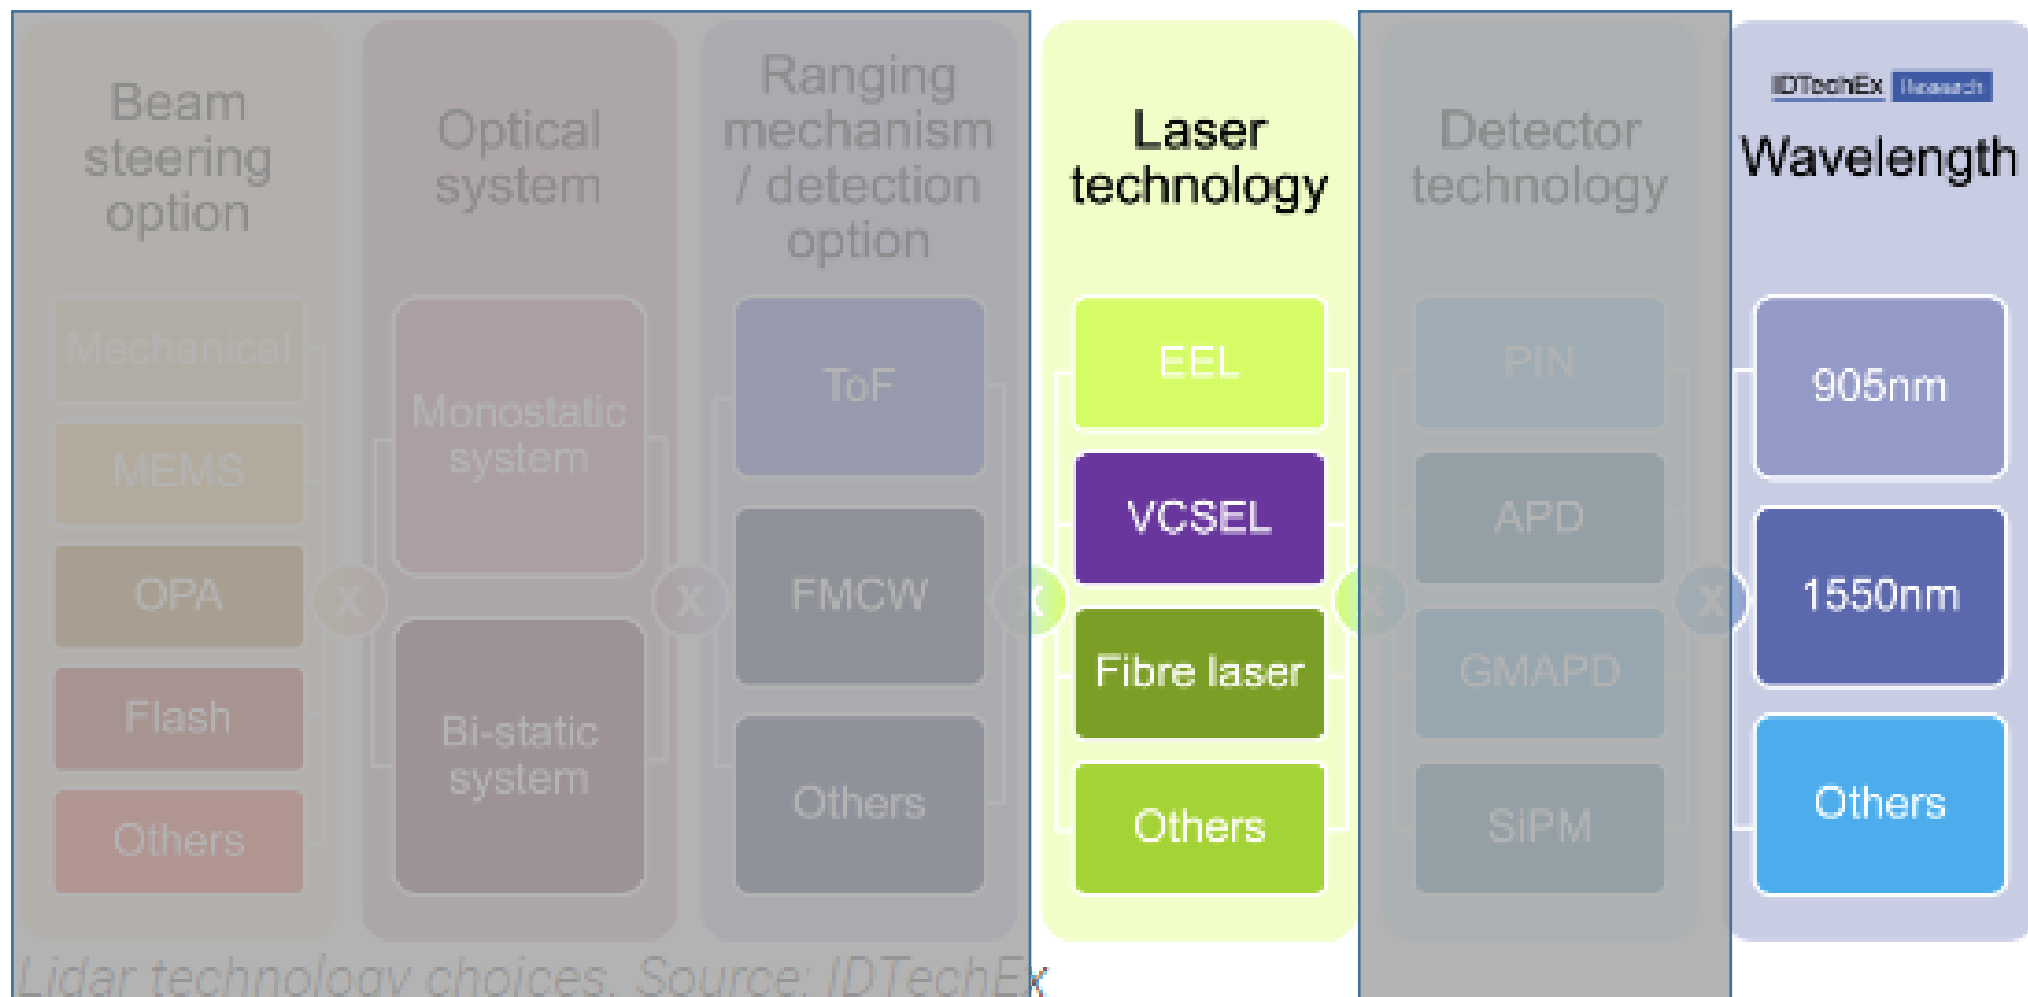 Beam
steering
option
Mechanical
MEMS
OPA
Flash
Others
X
Optical
system
Monostatic
system
Bi-static
system
X
Ranging
mechanism
/ detection
option
ToF
FMCW
Others
X
Laser
technology
EEL
VCSEL
Fibre laser
Others
X
Detector
technology
PIN
APD
GMAPD
SiPM
X
IDTechEx Research
Wavelength
905nm
1550nm
Others
Lidar technology choices. Source: IDTechEx